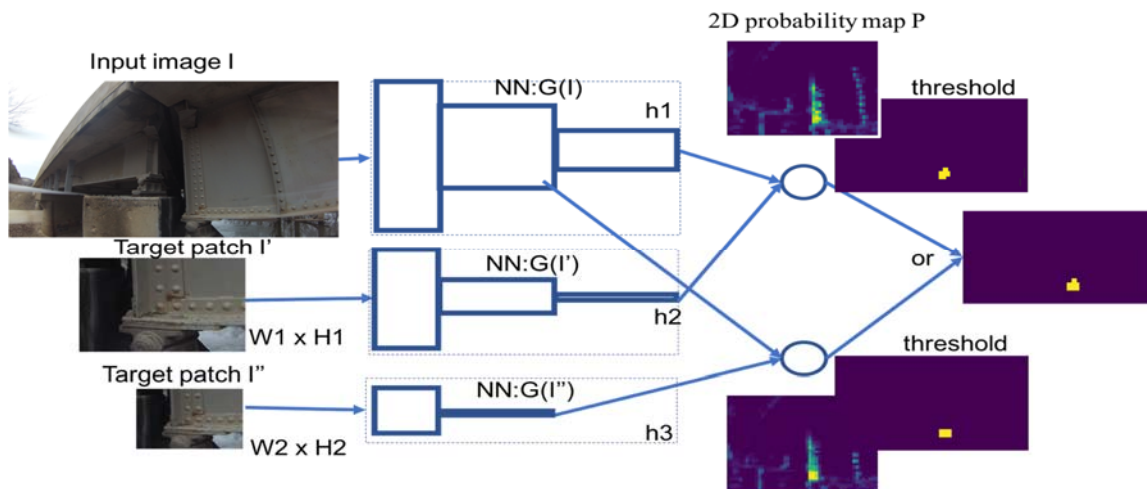 2D probability map P
Input image I
NN:G(I)
h1
threshold
Target patch I’
NN:G(I’)
W1 x H1
h2
or
Target patch I”
NN:G(I”)
threshold
W2 x H2
h3